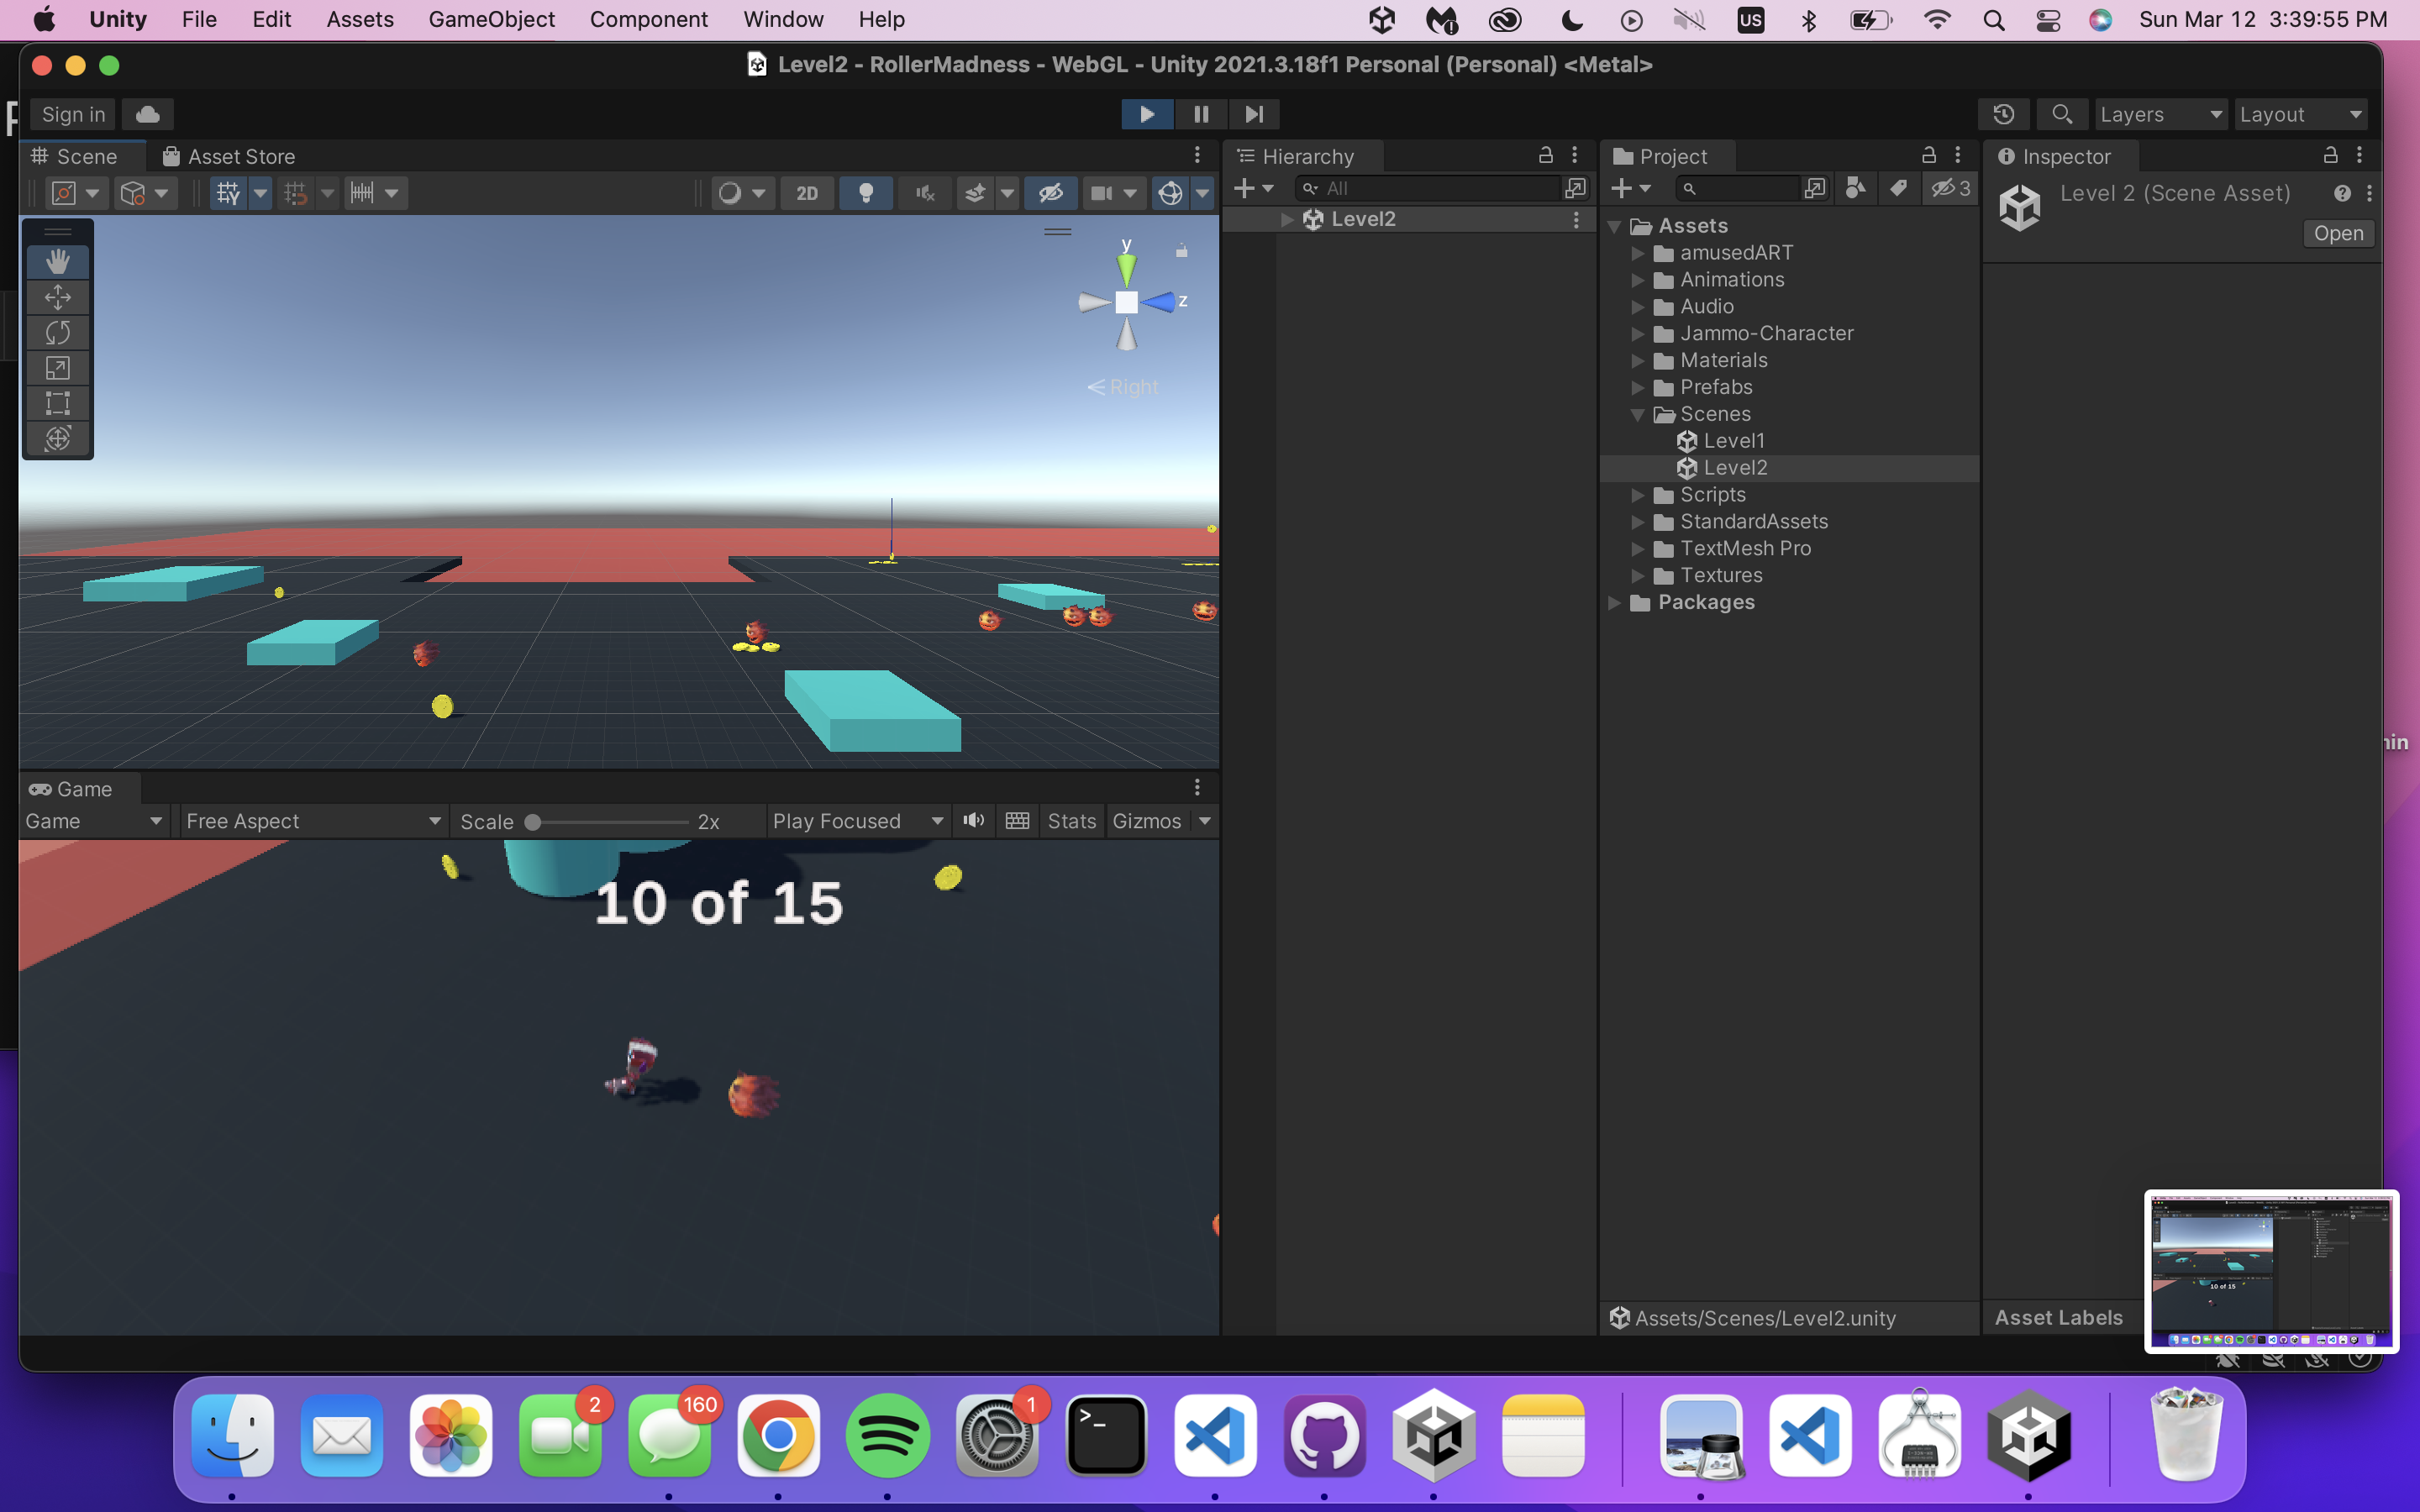 Unity File Edit Assets GameObject Component Window Help US Sun Mar 12 3:39:55 PM
Level2 - RollerMadness - WebGL - Unity 2021.3.18f1 Personal (Personal) <Metal>
Sign in Layers Layout
Scene Asset Store
2D
y
z
Right
Hierarchy
All
Level2
Project
3
Assets
amusedART
Animations
Audio
Jammo-Character
Materials
Prefabs
Scenes
Level1
Level2
Scripts
StandardAssets
TextMesh Pro
Textures
Packages
Assets/Scenes/Level2.unity
Inspector
Level 2 (Scene Asset)
Open
Asset Labels
Game
Game Free Aspect Scale 2x Play Focused Stats Gizmos
10 of 15
10 of 15
2 160 1